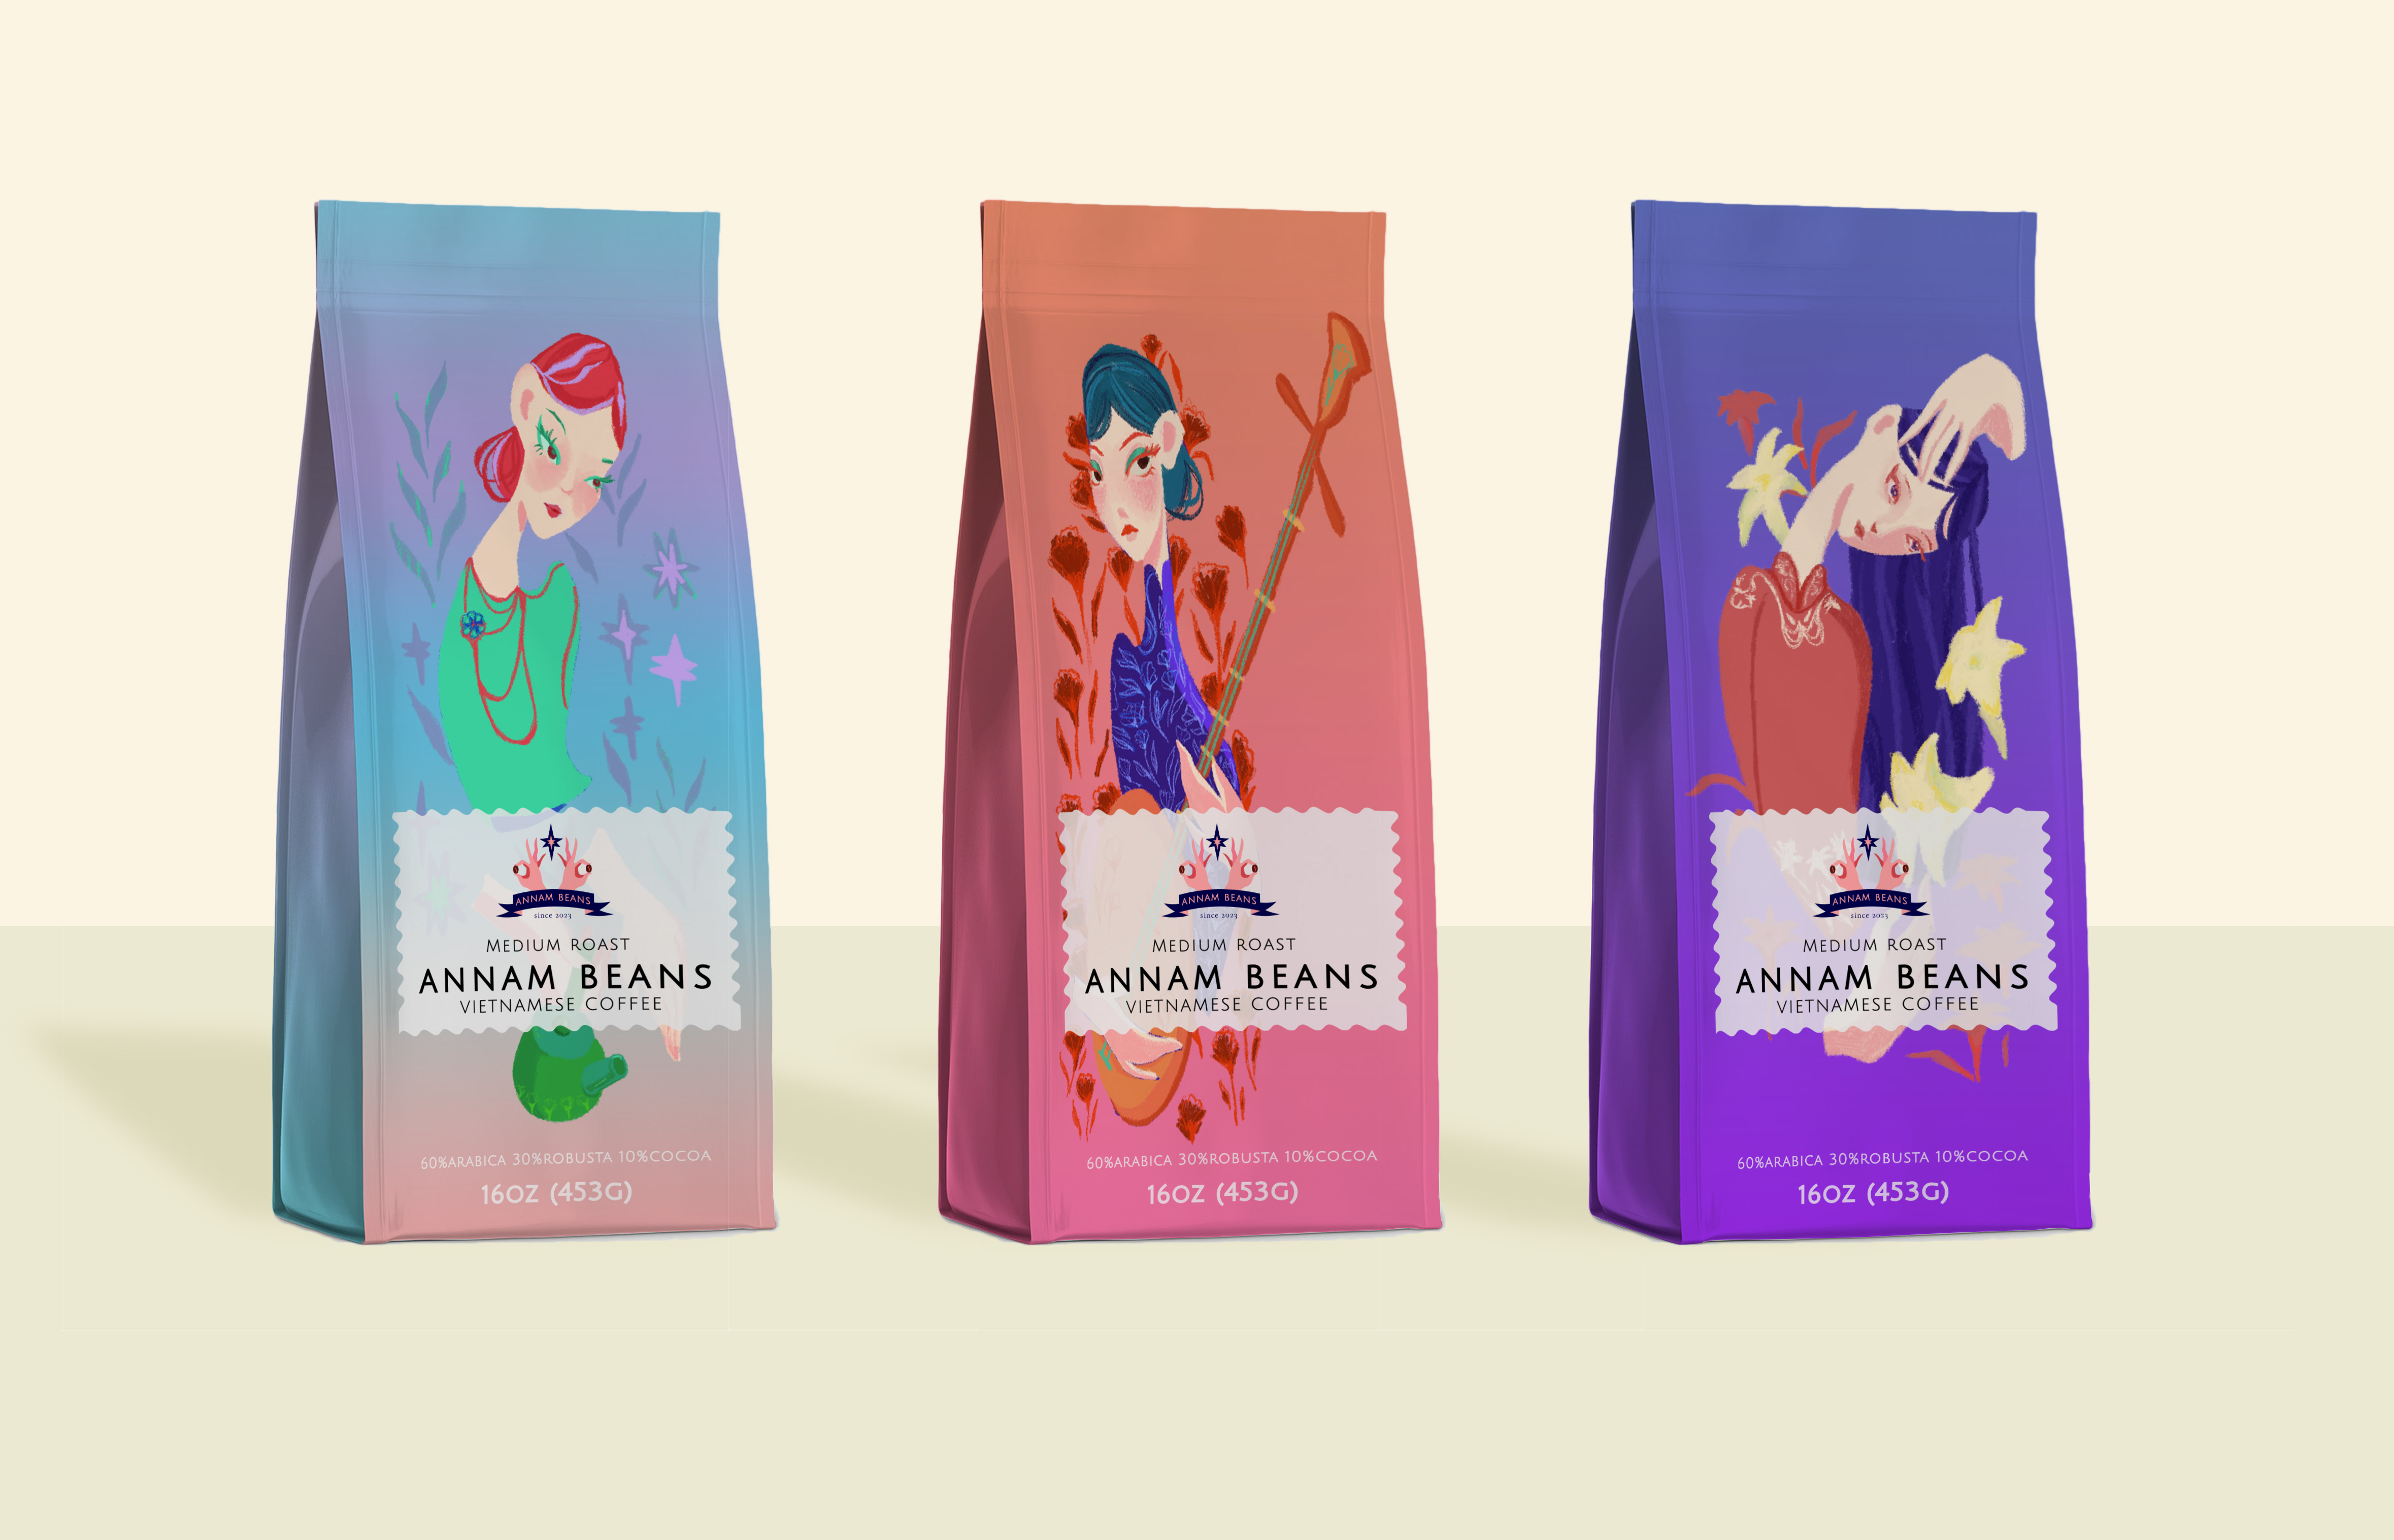 ANNAM BEANS
since 2023
MEDIUM ROAST
ANNAM BEANS
VIETNAMESE COFFEE
60%ARABICA 30%ROBUSTA 10%COCOA
16OZ (453G)
ANNAM BEANS
since 2023
MEDIUM ROAST
ANNAM BEANS
VIETNAMESE COFFEE
60%ARABICA 30%ROBUSTA 10%COCOA
16OZ (453G)
ANNAM BEANS
since 2023
MEDIUM ROAST
ANNAM BEANS
VIETNAMESE COFFEE
60%ARABICA 30%ROBUSTA 10%COCOA
16OZ (453G)